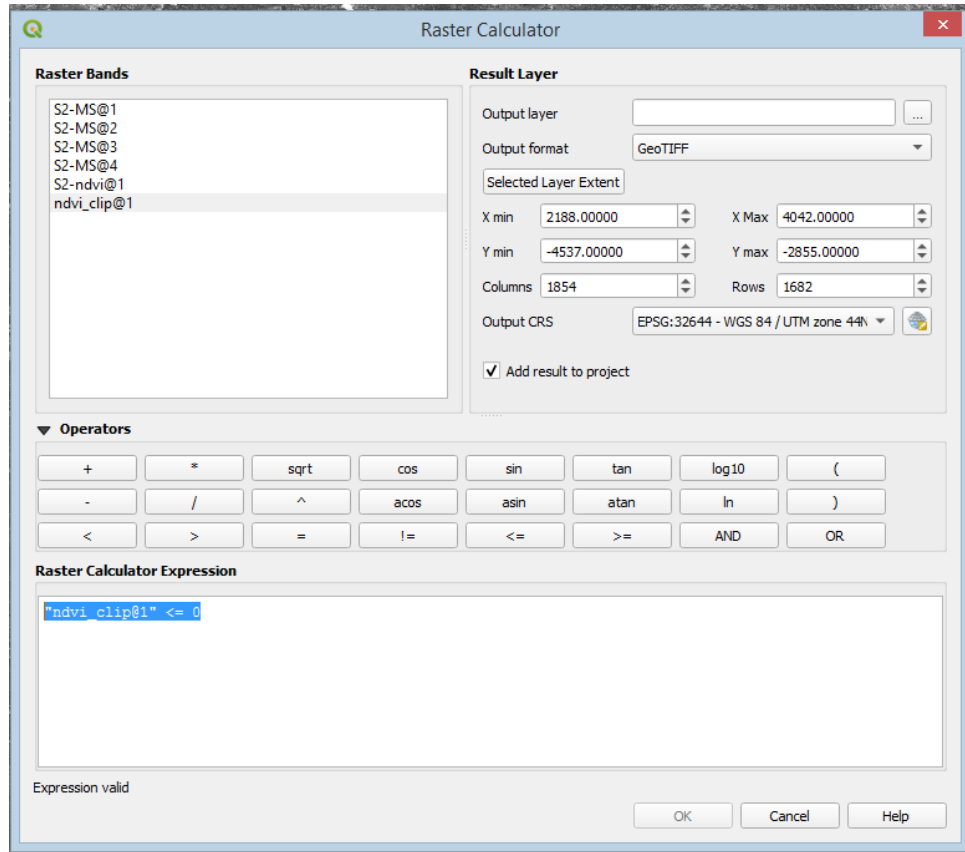 Raster Calculator
Raster Bands
S2-MS@1
S2-MS@2
S2-MS@3
S2-MS@4
S2-ndvi@1
ndvi_clip@1
Result Layer
Output layer ...
Output format GeoTIFF
Selected Layer Extent
X min 2188.00000 X Max 4042.00000
Y min -4537.00000 Y max -2855.00000
Columns 1854 Rows 1682
Output CRS EPSG:32644 - WGS 84 / UTM zone 44N
Add result to project
Operators
+ * sqrt cos sin tan log10 (
- / ^ acos asin atan ln )
< > = != <= >= AND OR
Raster Calculator Expression
"ndvi_clip@1" <= 0
Expression valid
OK Cancel Help